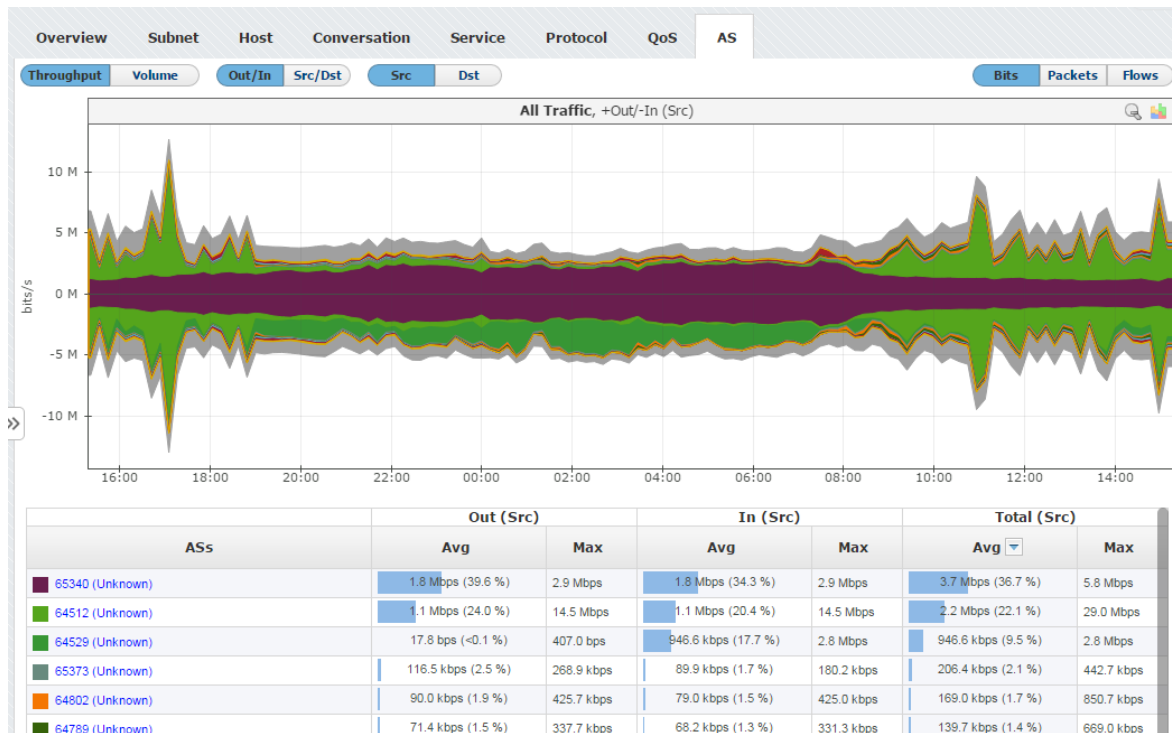 Overview Subnet Host Conversation Service Protocol QoS AS
Throughput Volume Out/In Src/Dst Src Dst Bits Packets Flows
All Traffic, +Out/-In (Src)
10 M
5 M
0 M
-5 M
-10 M
bits/s
16:00 18:00 20:00 22:00 00:00 02:00 04:00 06:00 08:00 10:00 12:00 14:00
Out (Src) In (Src) Total (Src)
ASs Avg Max Avg Max Avg Max
65340 (Unknown) 1.8 Mbps (39.6 %) 2.9 Mbps 1.8 Mbps (34.3 %) 2.9 Mbps 3.7 Mbps (36.7 %) 5.8 Mbps
64512 (Unknown) 1.1 Mbps (24.0 %) 14.5 Mbps 1.1 Mbps (20.4 %) 14.5 Mbps 2.2 Mbps (22.1 %) 29.0 Mbps
64529 (Unknown) 17.8 bps (<0.1 %) 407.0 bps 946.6 kbps (17.7 %) 2.8 Mbps 946.6 kbps (9.5 %) 2.8 Mbps
65373 (Unknown) 116.5 kbps (2.5 %) 268.9 kbps 89.9 kbps (1.7 %) 180.2 kbps 206.4 kbps (2.1 %) 442.7 kbps
64802 (Unknown) 90.0 kbps (1.9 %) 425.7 kbps 79.0 kbps (1.5 %) 425.0 kbps 169.0 kbps (1.7 %) 850.7 kbps
64789 (Unknown) 71.4 kbps (1.5 %) 337.7 kbps 68.2 kbps (1.3 %) 331.3 kbps 139.7 kbps (1.4 %) 669.0 kbps